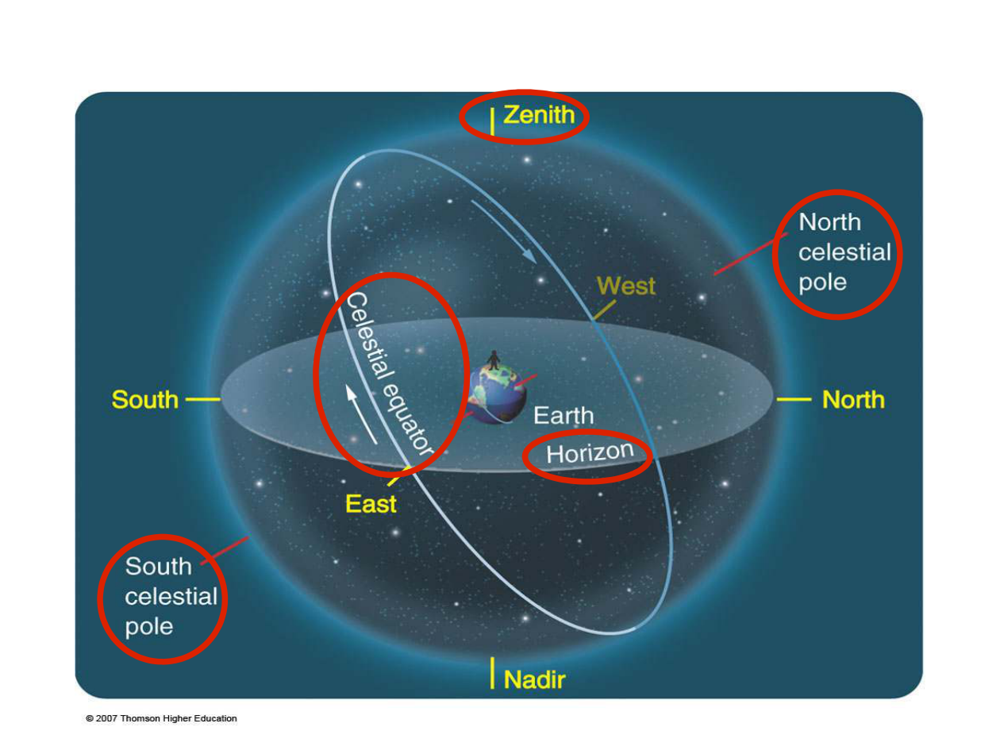 Zenith
North
celestial
pole
West
Celestial equator
South
North
Earth
Horizon
East
South
celestial
pole
Nadir
© 2007 Thomson Higher Education